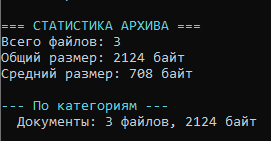 === СТАТИСТИКА АРХИВА ===
Всего файлов: 3
Общий размер: 2124 байт
Средний размер: 708 байт
--- По категориям ---
Документы: 3 файлов, 2124 байт